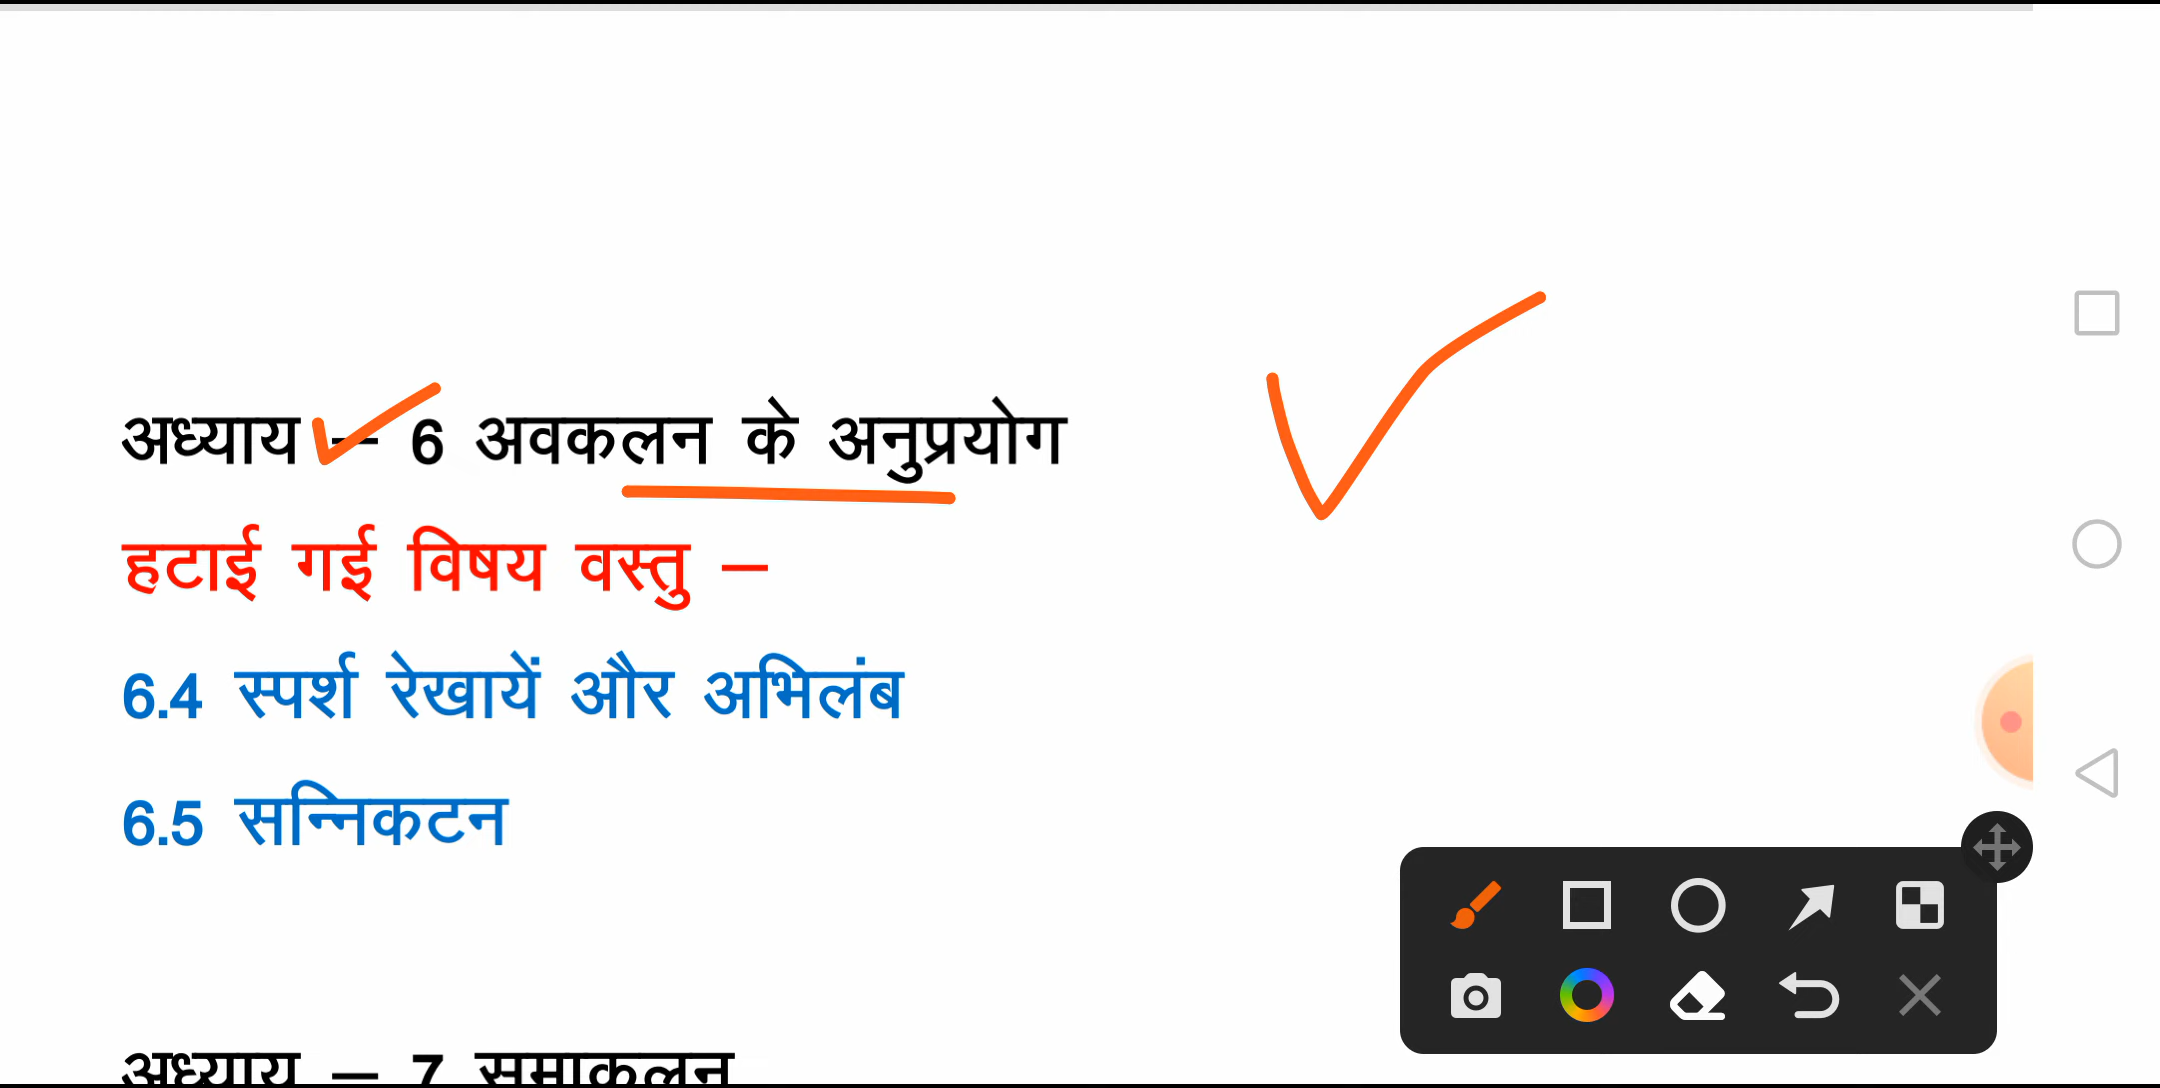 अध्याय – 6 अवकलन के अनुप्रयोग
हटाई गई विषय वस्तु –
6.4 स्पर्श रेखायें और अभिलंब
6.5 सन्निकटन
अध्याय – 7 समाकलन